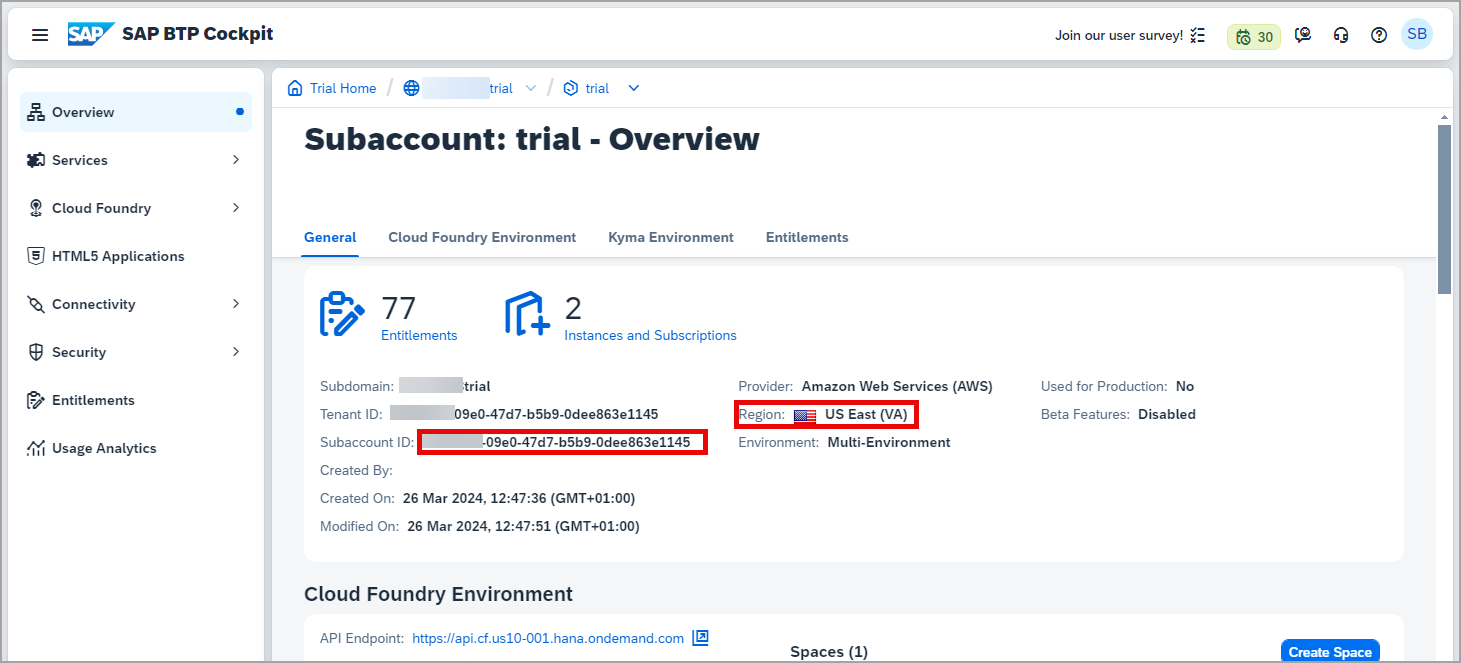 SAP SAP BTP Cockpit
Join our user survey!
30
SB
Overview
Services
Cloud Foundry
HTML5 Applications
Connectivity
Security
Entitlements
Usage Analytics
Trial Home / trial / trial
Subaccount: trial - Overview
General Cloud Foundry Environment Kyma Environment Entitlements
77
Entitlements
2
Instances and Subscriptions
Subdomain: trial
Tenant ID: 09e0-47d7-b5b9-0dee863e1145
Subaccount ID: -09e0-47d7-b5b9-0dee863e1145
Created By:
Created On: 26 Mar 2024, 12:47:36 (GMT+01:00)
Modified On: 26 Mar 2024, 12:47:51 (GMT+01:00)
Provider: Amazon Web Services (AWS)
Region: US East (VA)
Environment: Multi-Environment
Used for Production: No
Beta Features: Disabled
Cloud Foundry Environment
API Endpoint: https://api.cf.us10-001.hana.ondemand.com
Spaces (1)
Create Space